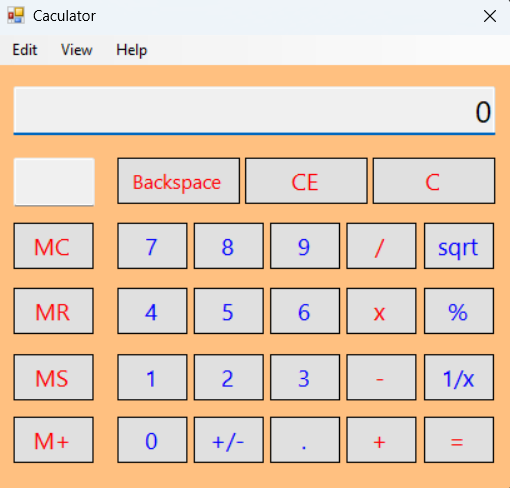 Caculator
Edit View Help
0
Backspace CE C
MC 7 8 9 / sqrt
MR 4 5 6 x %
MS 1 2 3 - 1/x
M+ 0 +/- . + =